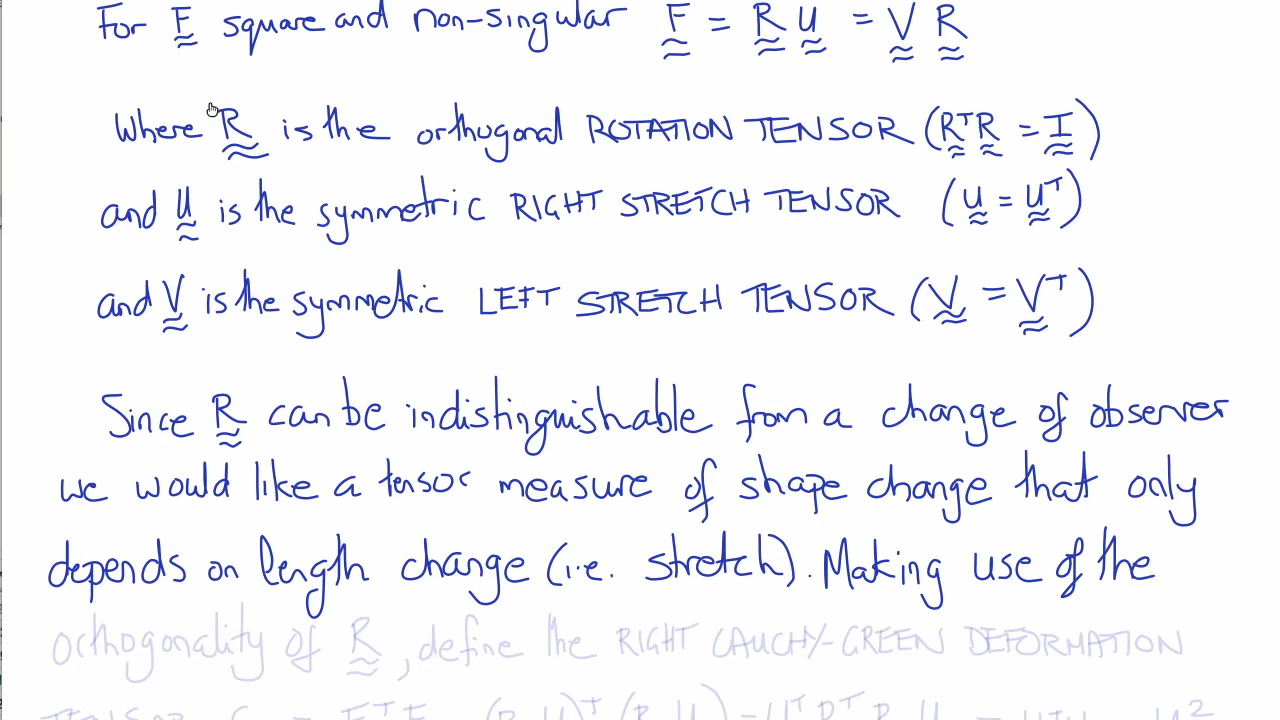 For F square and non-singular F = R U = V R
Where R is the orthogonal ROTATION TENSOR (RᵀR = I)
and U is the symmetric RIGHT STRETCH TENSOR (U = Uᵀ)
and V is the symmetric LEFT STRETCH TENSOR (V = Vᵀ)
Since R can be indistinguishable from a change of observer
we would like a tensor measure of shape change that only
depends on length change (i.e. stretch). Making use of the
orthogonality of R, define the RIGHT CAUCHY-GREEN DEFORMATION